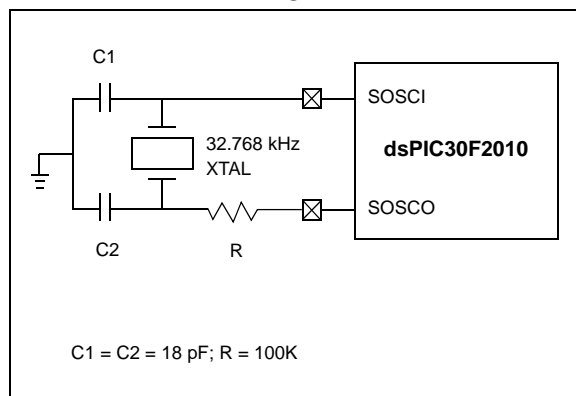 C1
SOSCI
32.768 kHz
XTAL
dsPIC30F2010
SOSCO
C2
R
C1 = C2 = 18 pF; R = 100K